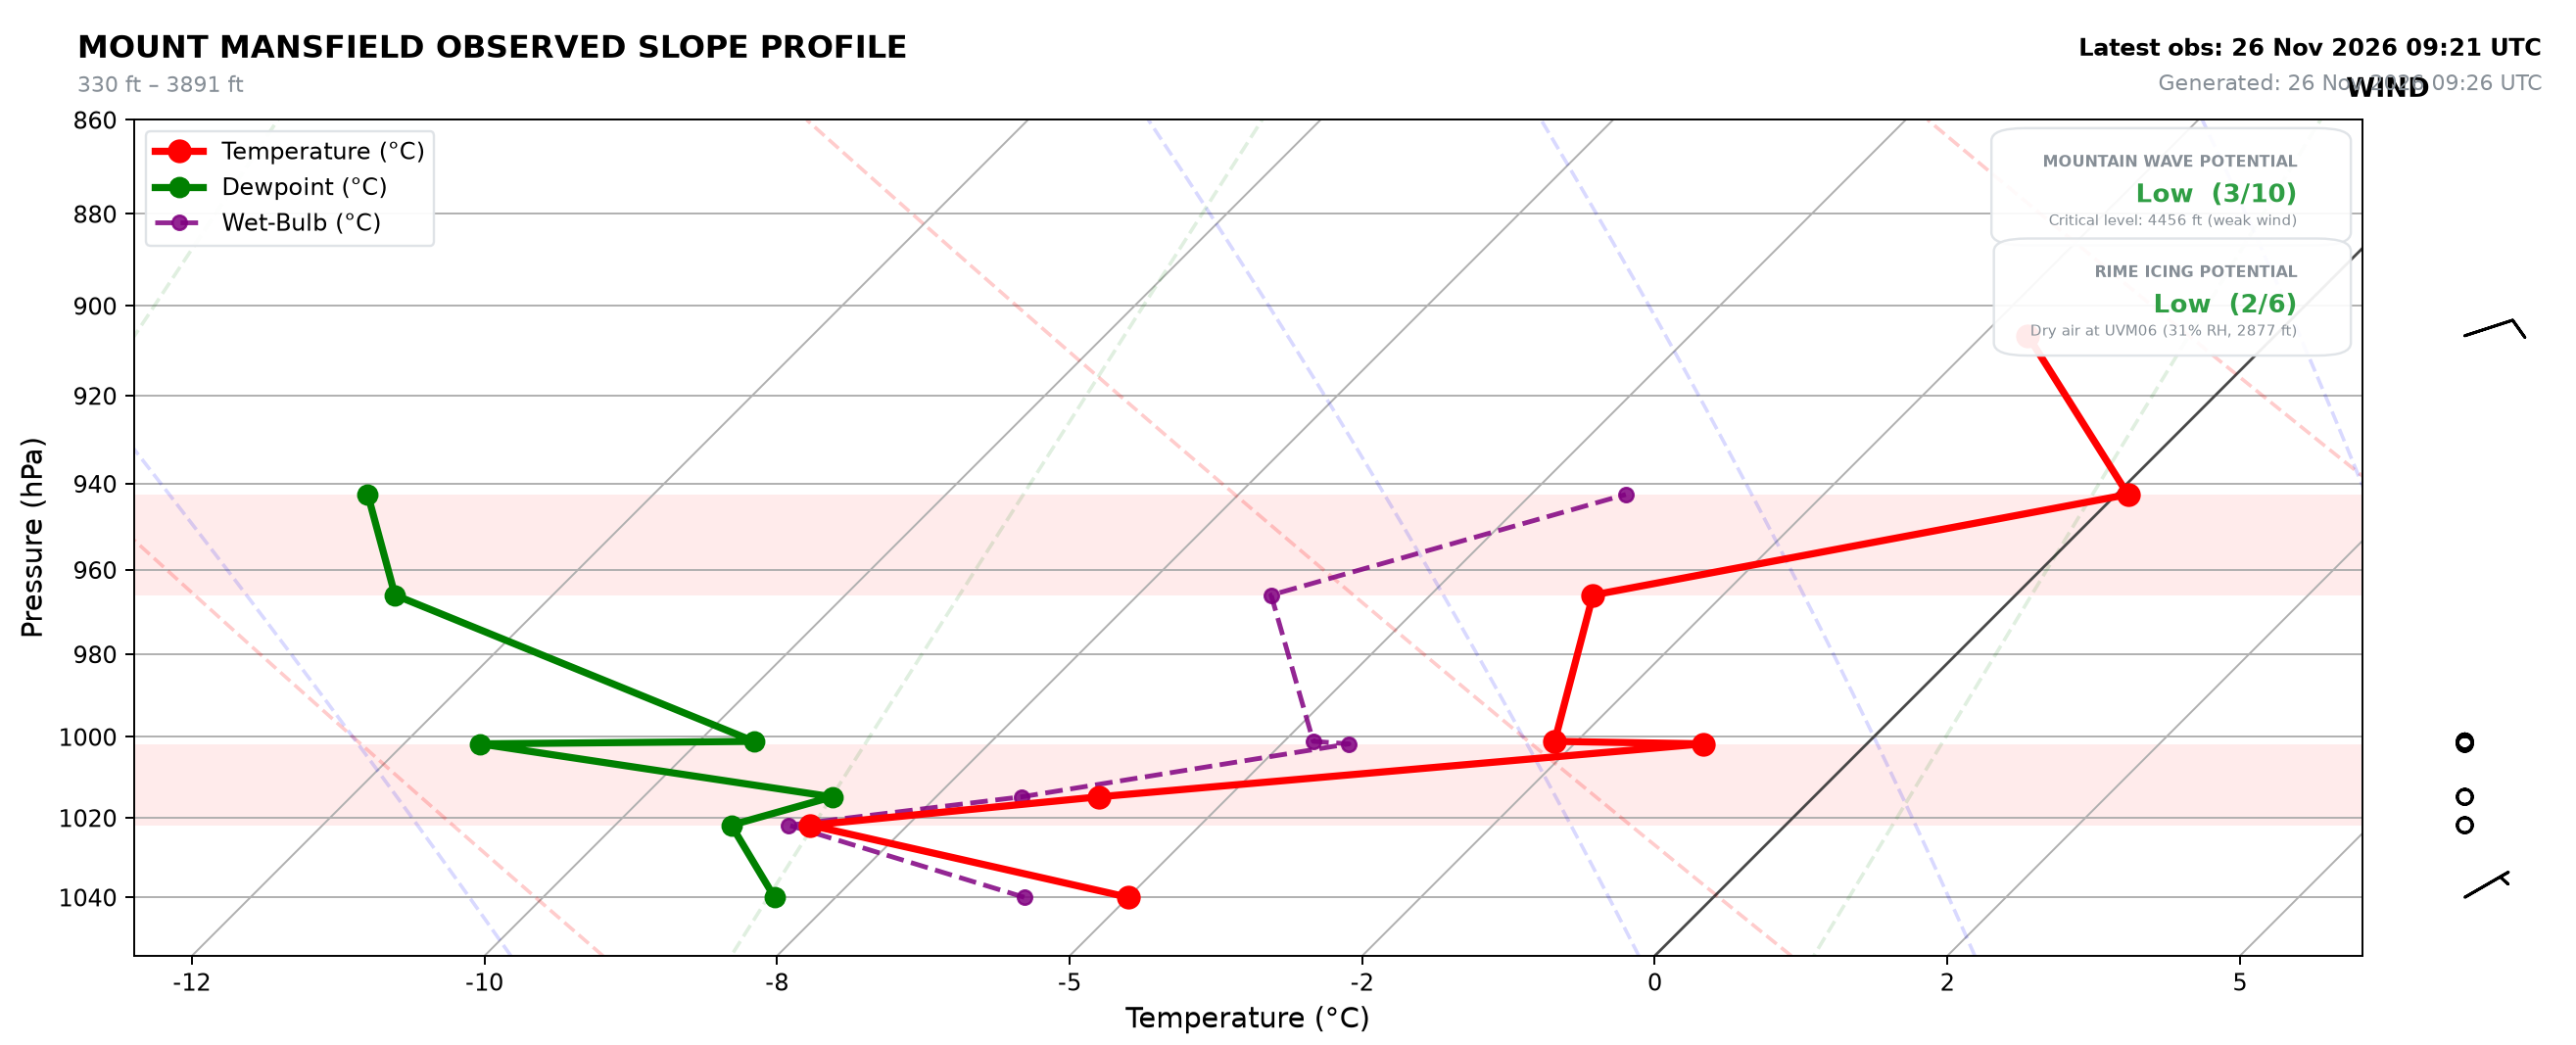 MOUNT MANSFIELD OBSERVED SLOPE PROFILE
Latest obs: 26 Nov 2026 09:21 UTC
330 ft – 3891 ft
Generated: 26 Nov 2026 09:26 UTC
WIND
Temperature (°C)
Dewpoint (°C)
Wet-Bulb (°C)
MOUNTAIN WAVE POTENTIAL
Low (3/10)
Critical level: 4456 ft (weak wind)
RIME ICING POTENTIAL
Low (2/6)
Dry air at UVM06 (31% RH, 2877 ft)
Pressure (hPa)
860
880
900
920
940
960
980
1000
1020
1040
-12
-10
-8
-5
-2
0
2
5
Temperature (°C)